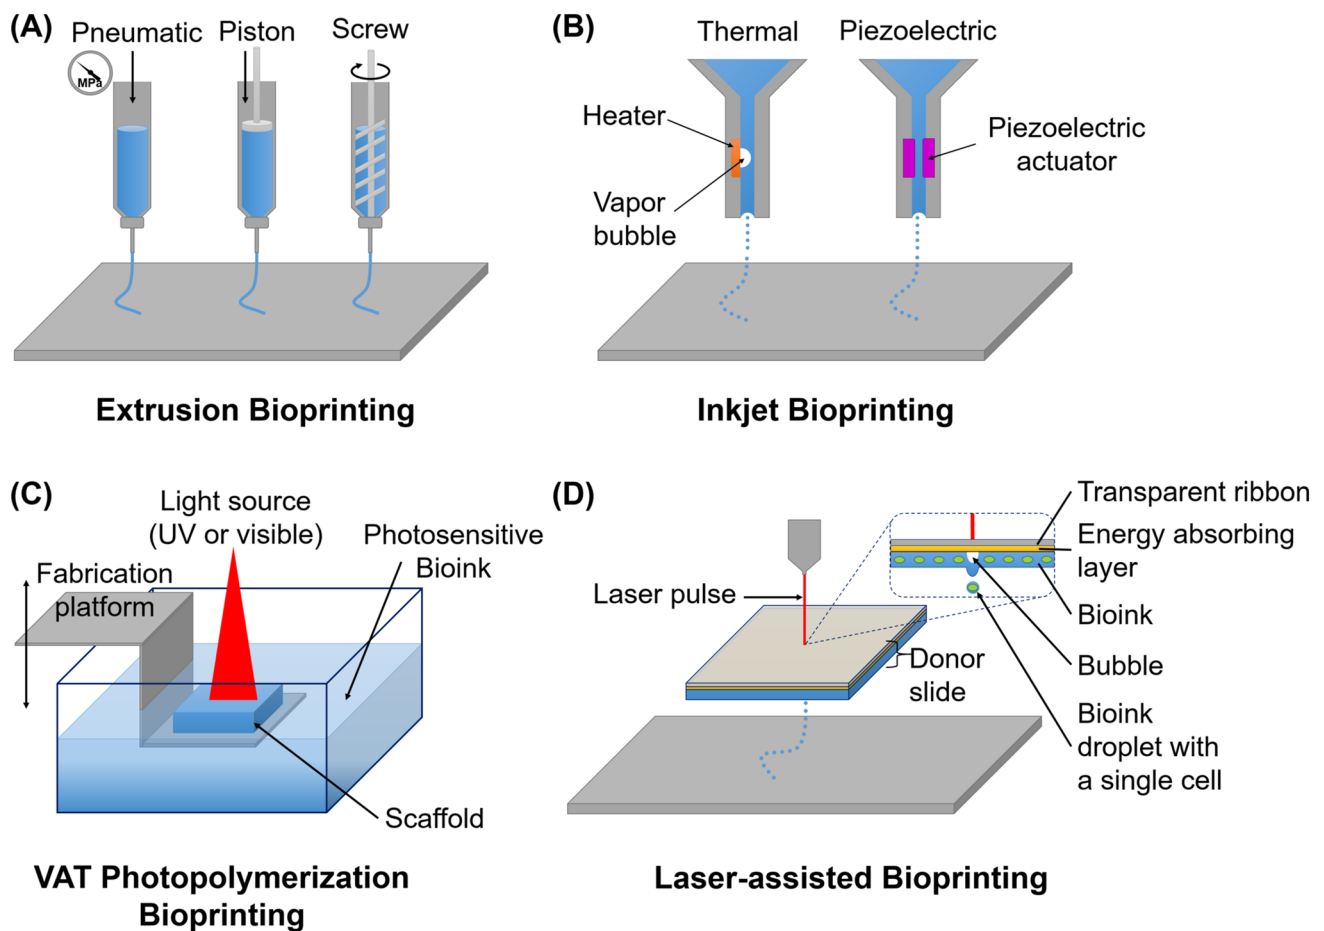 (A)
Pneumatic
Piston
Screw
MPa
Extrusion Bioprinting
(B)
Thermal
Piezoelectric
Heater
Vapor
bubble
Piezoelectric
actuator
Inkjet Bioprinting
(C)
Light source
(UV or visible)
Photosensitive
Bioink
Fabrication
platform
Scaffold
VAT Photopolymerization
Bioprinting
(D)
Laser pulse
Donor
slide
Transparent ribbon
Energy absorbing
layer
Bioink
Bubble
Bioink
droplet with
a single cell
Laser-assisted Bioprinting